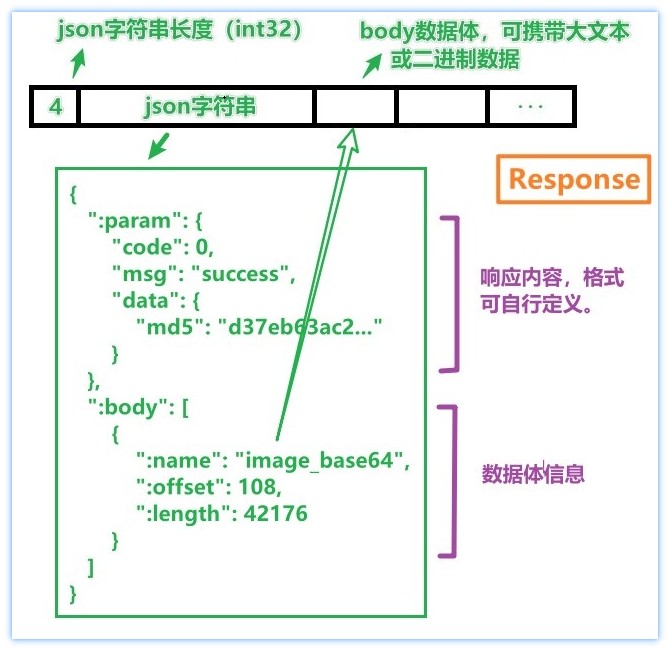 json字符串长度（int32）
body数据体，可携带大文本
或二进制数据
4
json字符串
...
Response
{
":param": {
"code": 0,
"msg": "success",
"data": {
"md5": "d37eb63ac2..."
}
},
":body": [
{
":name": "image_base64",
":offset": 108,
":length": 42176
}
]
}
响应内容，格式
可自行定义。
数据体信息